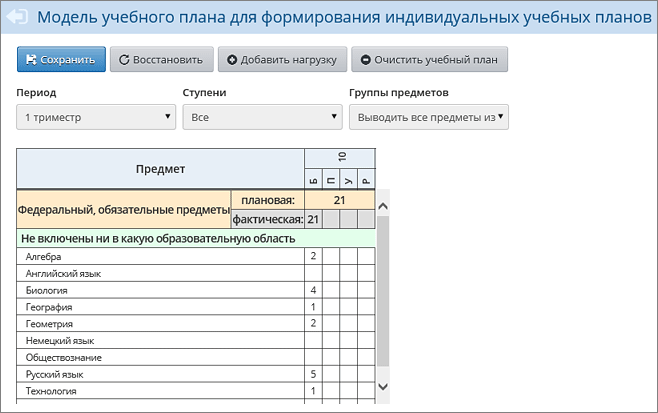 Модель учебного плана для формирования индивидуальных учебных планов
Сохранить Восстановить Добавить нагрузку Очистить учебный план
Период Ступени Группы предметов
1 триместр Все Выводить все предметы из
Предмет 10
Б П У Р
Федеральный, обязательные предметы плановая: 21
фактическая: 21
Не включены ни в какую образовательную область
Алгебра 2
Английский язык
Биология 4
География 1
Геометрия 2
Немецкий язык
Обществознание
Русский язык 5
Технология 1